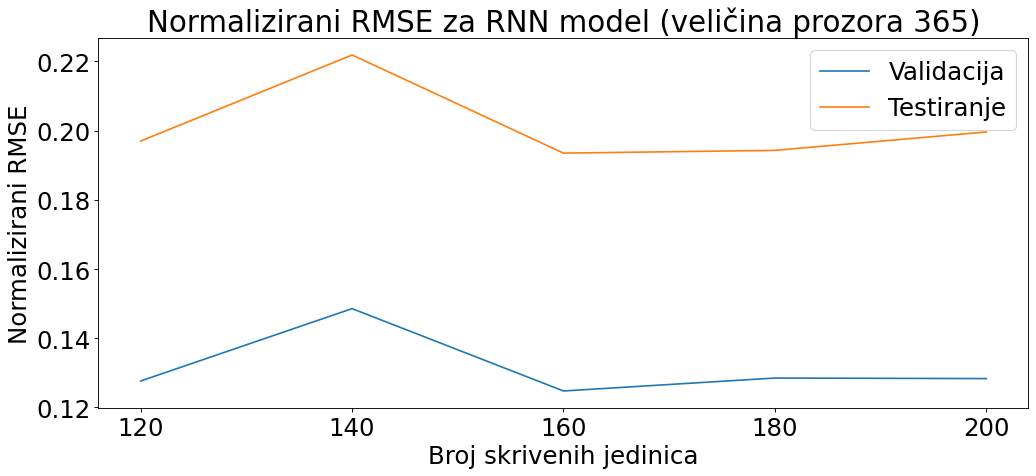 Normalizirani RMSE za RNN model (veličina prozora 365)
Validacija
Testiranje
Normalizirani RMSE
0.22
0.20
0.18
0.16
0.14
0.12
120 140 160 180 200
Broj skrivenih jedinica